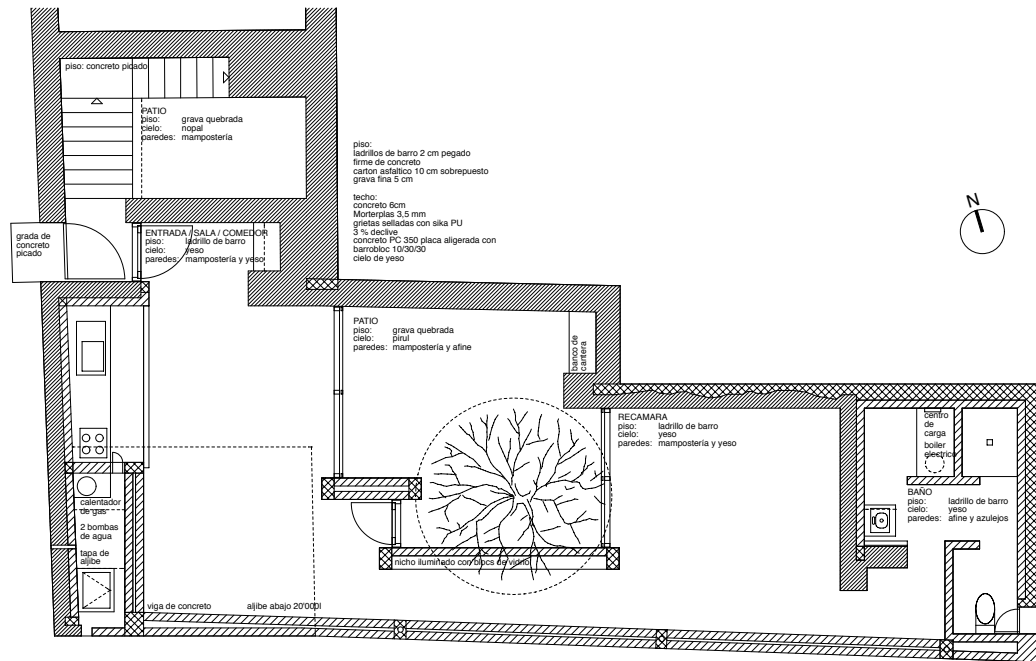 piso: concreto picado
PATIO
piso: grava quebrada
cielo: nopal
paredes: mampostería
piso:
ladrillos de barro 2 cm pegado
firme de concreto
carton asfaltico 10 cm sobrepuesto
grava fina 5 cm
techo:
concreto 6cm
Morterplas 3,5 mm
grietas selladas con sika PU
3 % declive
concreto PC 350 placa aligerada con
barrobloc 10/30/30
cielo de yeso
N
grada de
concreto
picado
ENTRADA / SALA / COMEDOR
piso: ladrillo de barro
cielo: yeso
paredes: mampostería y yeso
PATIO
piso: grava quebrada
cielo: pirul
paredes: mampostería y afine
banco de
cantera
RECAMARA
piso: ladrillo de barro
cielo: yeso
paredes: mampostería y yeso
centro
de
carga
boiler
electrico
BAÑO
piso: ladrillo de barro
cielo: yeso
paredes: afine y azulejos
calentador
de gas
2 bombas
de agua
tapa de
aljibe
nicho iluminado con blocs de vidrio
viga de concreto
aljibe abajo 20'000l